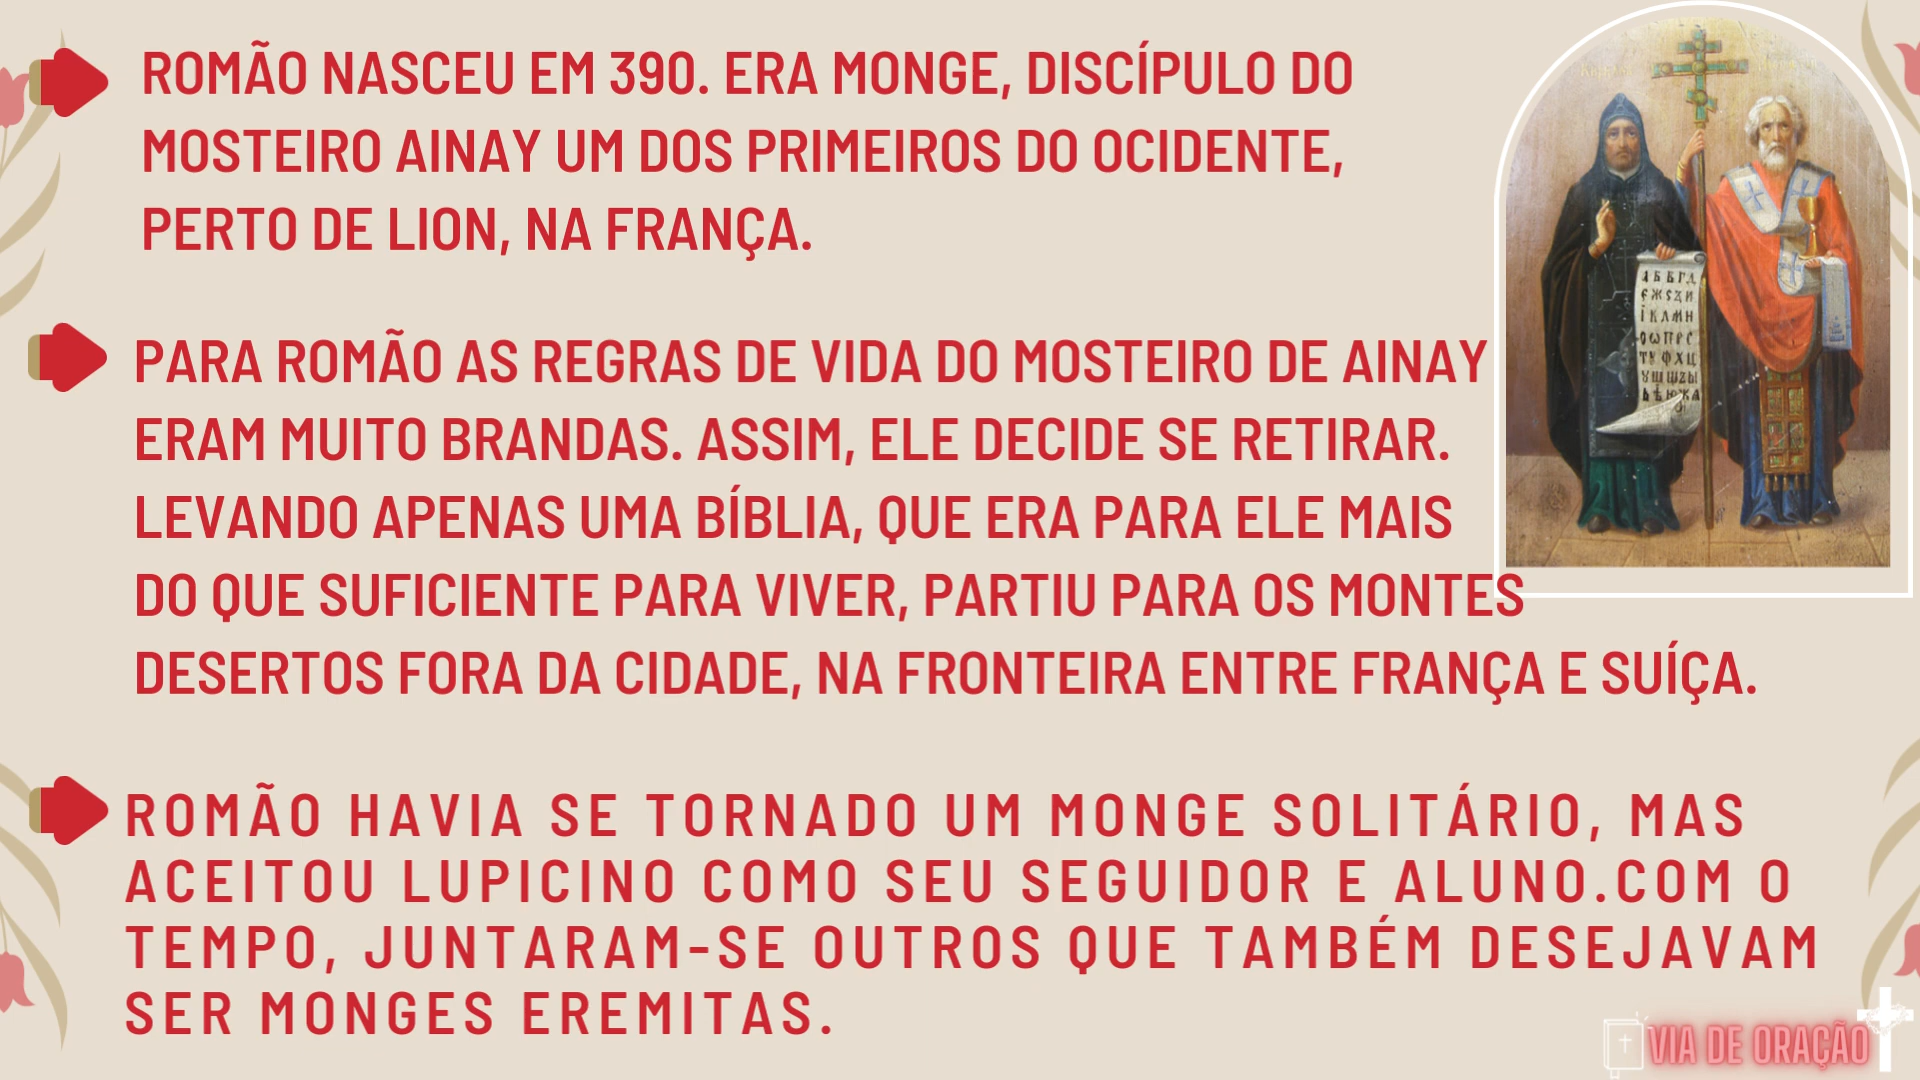 ROMÃO NASCEU EM 390. ERA MONGE, DISCÍPULO DO
MOSTEIRO AINAY UM DOS PRIMEIROS DO OCIDENTE,
PERTO DE LION, NA FRANÇA.
PARA ROMÃO AS REGRAS DE VIDA DO MOSTEIRO DE AINAY
ERAM MUITO BRANDAS. ASSIM, ELE DECIDE SE RETIRAR.
LEVANDO APENAS UMA BÍBLIA, QUE ERA PARA ELE MAIS
DO QUE SUFICIENTE PARA VIVER, PARTIU PARA OS MONTES
DESERTOS FORA DA CIDADE, NA FRONTEIRA ENTRE FRANÇA E SUÍÇA.
ROMÃO HAVIA SE TORNADO UM MONGE SOLITÁRIO, MAS
ACEITOU LUPICINO COMO SEU SEGUIDOR E ALUNO.COM O
TEMPO, JUNTARAM-SE OUTROS QUE TAMBÉM DESEJAVAM
SER MONGES EREMITAS.
VIA DE ORAÇÃO